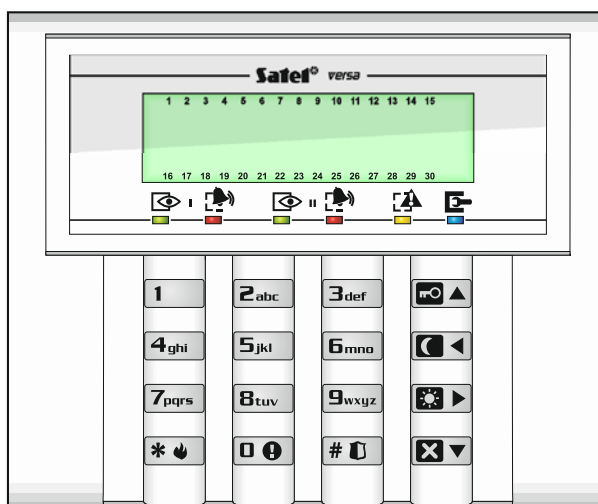 Satel versa
1 2 3 4 5 6 7 8 9 10 11 12 13 14 15
16 17 18 19 20 21 22 23 24 25 26 27 28 29 30
I II
1 2abc 3def
4ghi 5jkl 6mno
7pqrs 8tuv 9wxyz
* 0 #